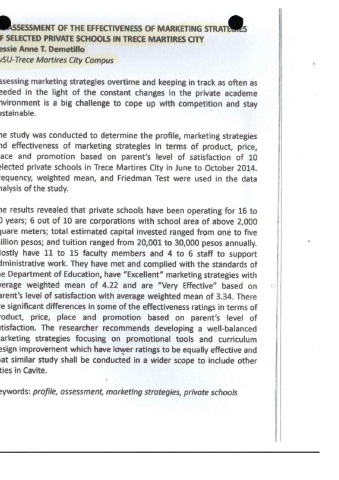 ASSESSMENT OF THE EFFECTIVENESS OF MARKETING STRATEGIES
F SELECTED PRIVATE SCHOOLS IN TRECE MARTIRES CITY
essie Anne T. Demetillo
vSU-Trece Martires City Campus
ssessing marketing strategies overtime and keeping in track as often as
eeded in the light of the constant changes in the private academe
nvironment is a big challenge to cope up with competition and stay
ustainable.
he study was conducted to determine the profile, marketing strategies
nd effectiveness of marketing strategies in terms of product, price,
lace and promotion based on parent's level of satisfaction of 10
elected private schools in Trece Martires City in June to October 2014.
requency, weighted mean, and Friedman Test were used in the data
nalysis of the study.
he results revealed that private schools have been operating for 16 to
0 years; 6 out of 10 are corporations with school area of above 2,000
quare meters; total estimated capital invested ranged from one to five
illion pesos; and tuition ranged from 20,001 to 30,000 pesos annually.
ostly have 11 to 15 faculty members and 4 to 6 staff to support
dministrative work. They have met and complied with the standards of
he Department of Education, have "Excellent" marketing strategies with
verage weighted mean of 4.22 and are "Very Effective" based on
arent's level of satisfaction with average weighted mean of 3.34. There
re significant differences in some of the effectiveness ratings in terms of
roduct, price, place and promotion based on parent's level of
atisfaction. The researcher recommends developing a well-balanced
arketing strategies focusing on promotional tools and curriculum
esign improvement which have lower ratings to be equally effective and
hat similar study shall be conducted in a wider scope to include other
ities in Cavite.
eywords: profile, assessment, marketing strategies, private schools